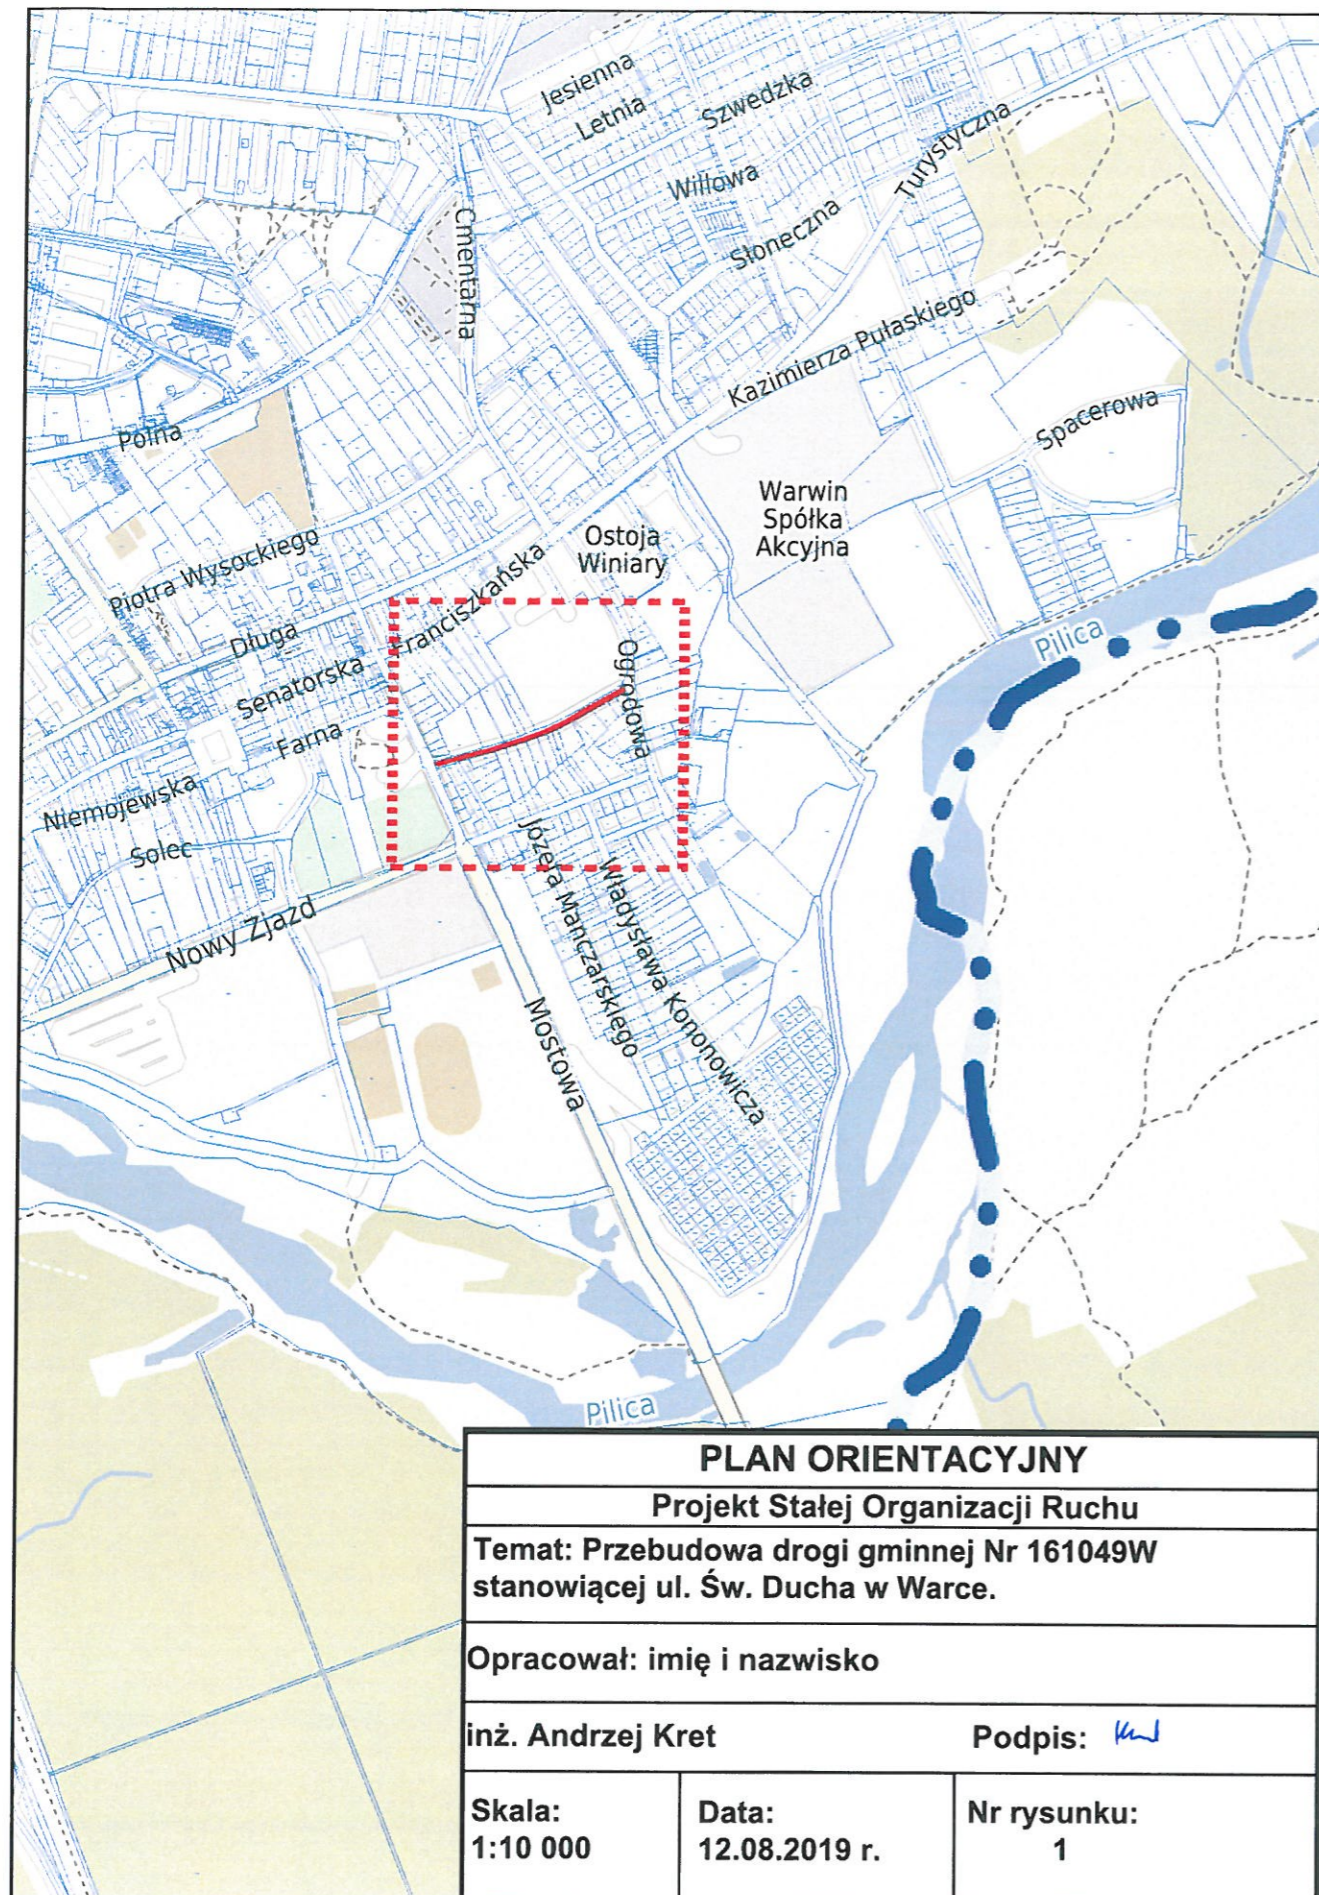 Jesienna
Letnia
Szwedzka
Turystyczna
Willowa
Słoneczna
Cmentarna
Kazimierza Pułaskiego
Spacerowa
Polna
Warwin
Spółka
Akcyjna
Ostoja
Winiary
Piotra Wysockiego
Franciszkańska
Długa
Senatorska
Farna
Ogrodowa
Pilica
Niemojewska
Solec
Józefa Mańczarskiego
Władysława Kononowicza
Nowy Zjazd
Mostowa
Pilica
PLAN ORIENTACYJNY
Projekt Stałej Organizacji Ruchu
Temat: Przebudowa drogi gminnej Nr 161049W
stanowiącej ul. Św. Ducha w Warce.
Opracował: imię i nazwisko
inż. Andrzej Kret Podpis:
Skala: Data: Nr rysunku:
1:10 000 12.08.2019 r. 1